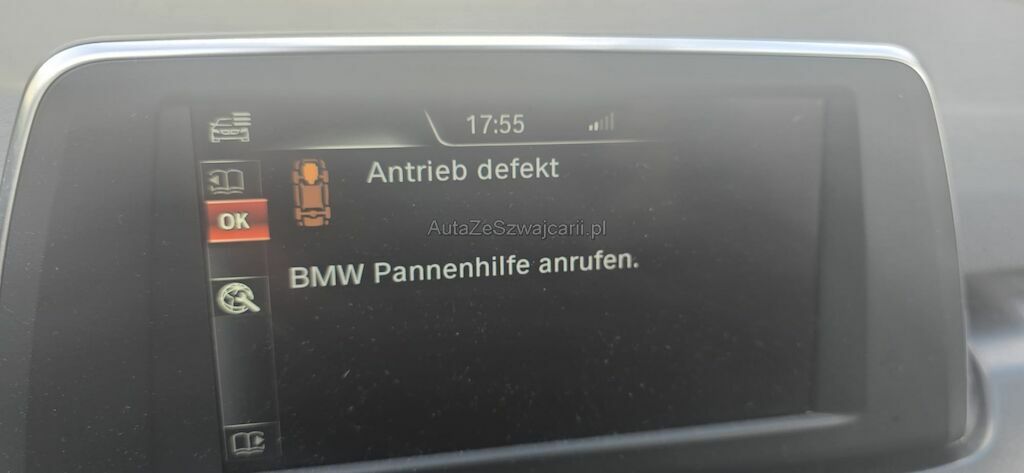 17:55
Antrieb defekt
OK
AutaZeSzwajcarii.pl
BMW Pannenhilfe anrufen.